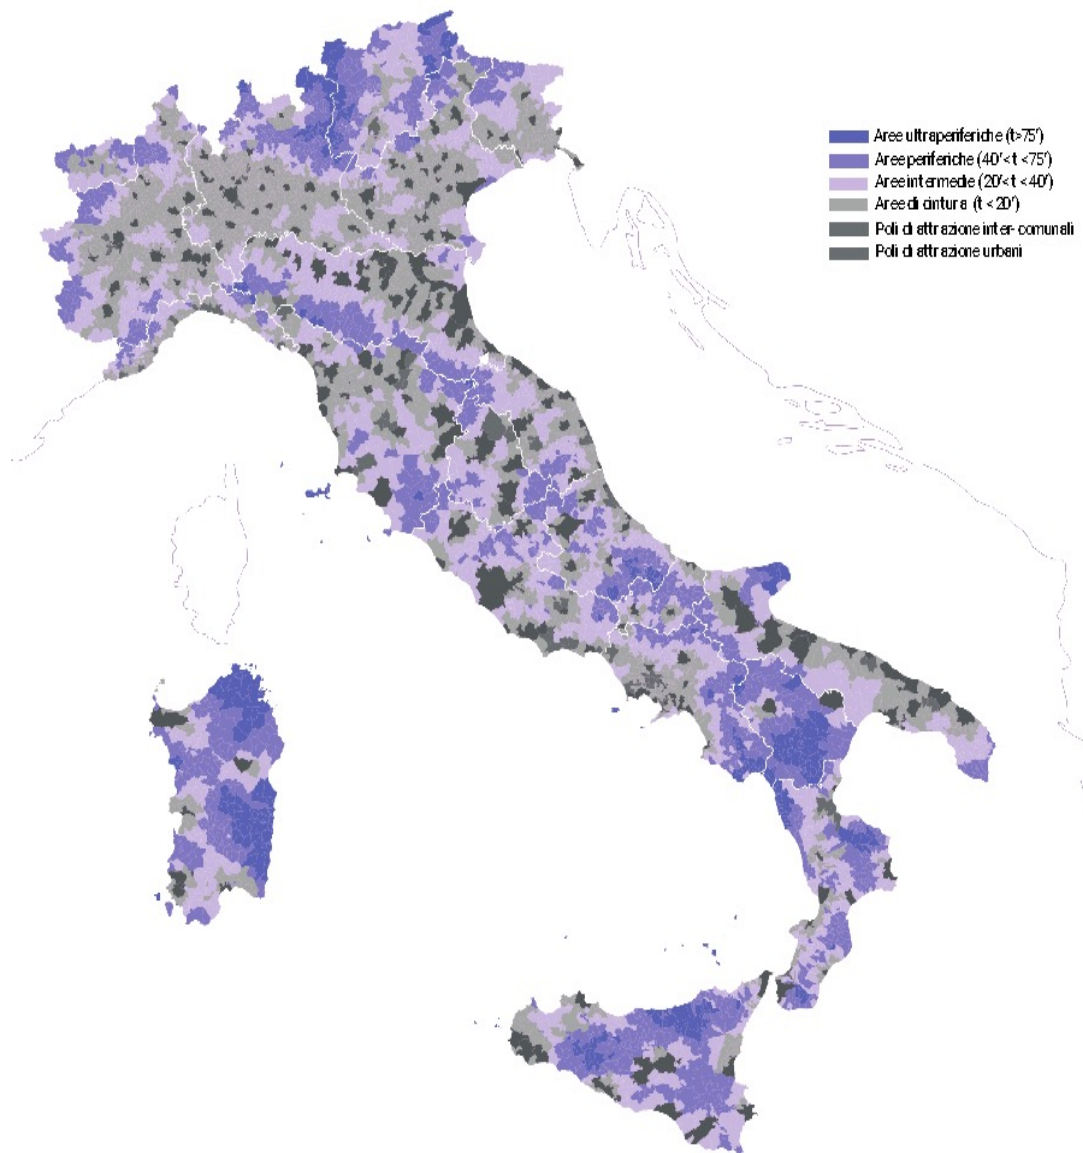 Aree ultraperiferiche (t>75')
Aree periferiche (40'< t <75')
Aree intermedie (20'< t < 40')
Aree di cintura (t < 20')
Poli di attrazione inter-comunali
Poli di attrazione urbani